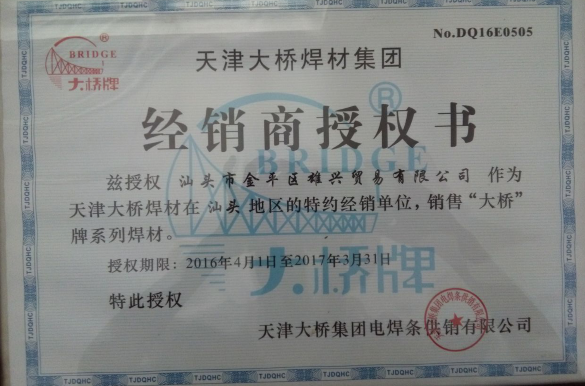 No.DQ16E0505
BRIDGE
®
大桥牌
天津大桥焊材集团
经销商授权书
兹授权 汕头市金平区雄兴贸易有限公司 作为
天津大桥焊材在 汕头 地区的特约经销单位，销售“大桥”
牌系列焊材。
授权期限：2016年4月1日至2017年3月31日
特此授权
天津大桥集团电焊条供销有限公司
BRIDGE
®
大桥牌
TJDQHC